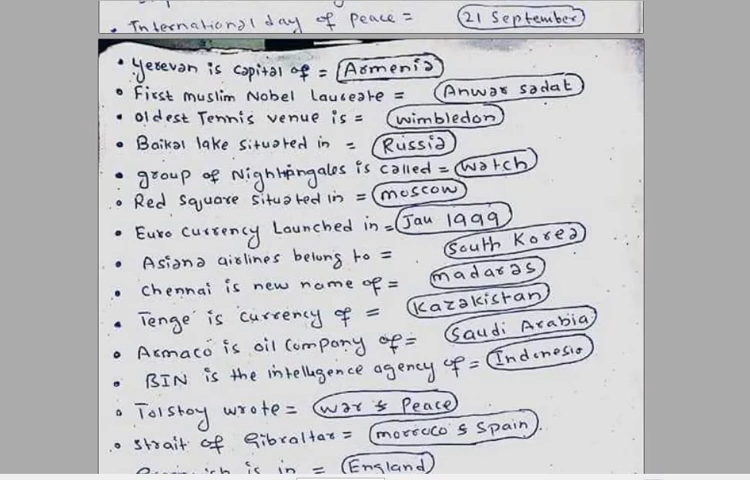 • International day of peace = 21 September
• Yerevan is capital of = Armenia
• First muslim Nobel Laureate = Anwar sadat
• oldest Tennis venue is = wimbledon
• Baikal lake situated in = Russia
• group of Nightingales is called = watch
• Red Square situated in = moscow
• Euro currency Launched in = Jan 1999
• Asiana airlines belong to = South Korea
• Chennai is new name of = madaras
• Tenge is currency of = Kazakistan
• Armaco is oil company of = Saudi Arabia
• BIN is the intelligence agency of = Indonesia
• Tolstoy wrote = war & Peace
• strait of Gibraltar = morroco & Spain.
is in = England